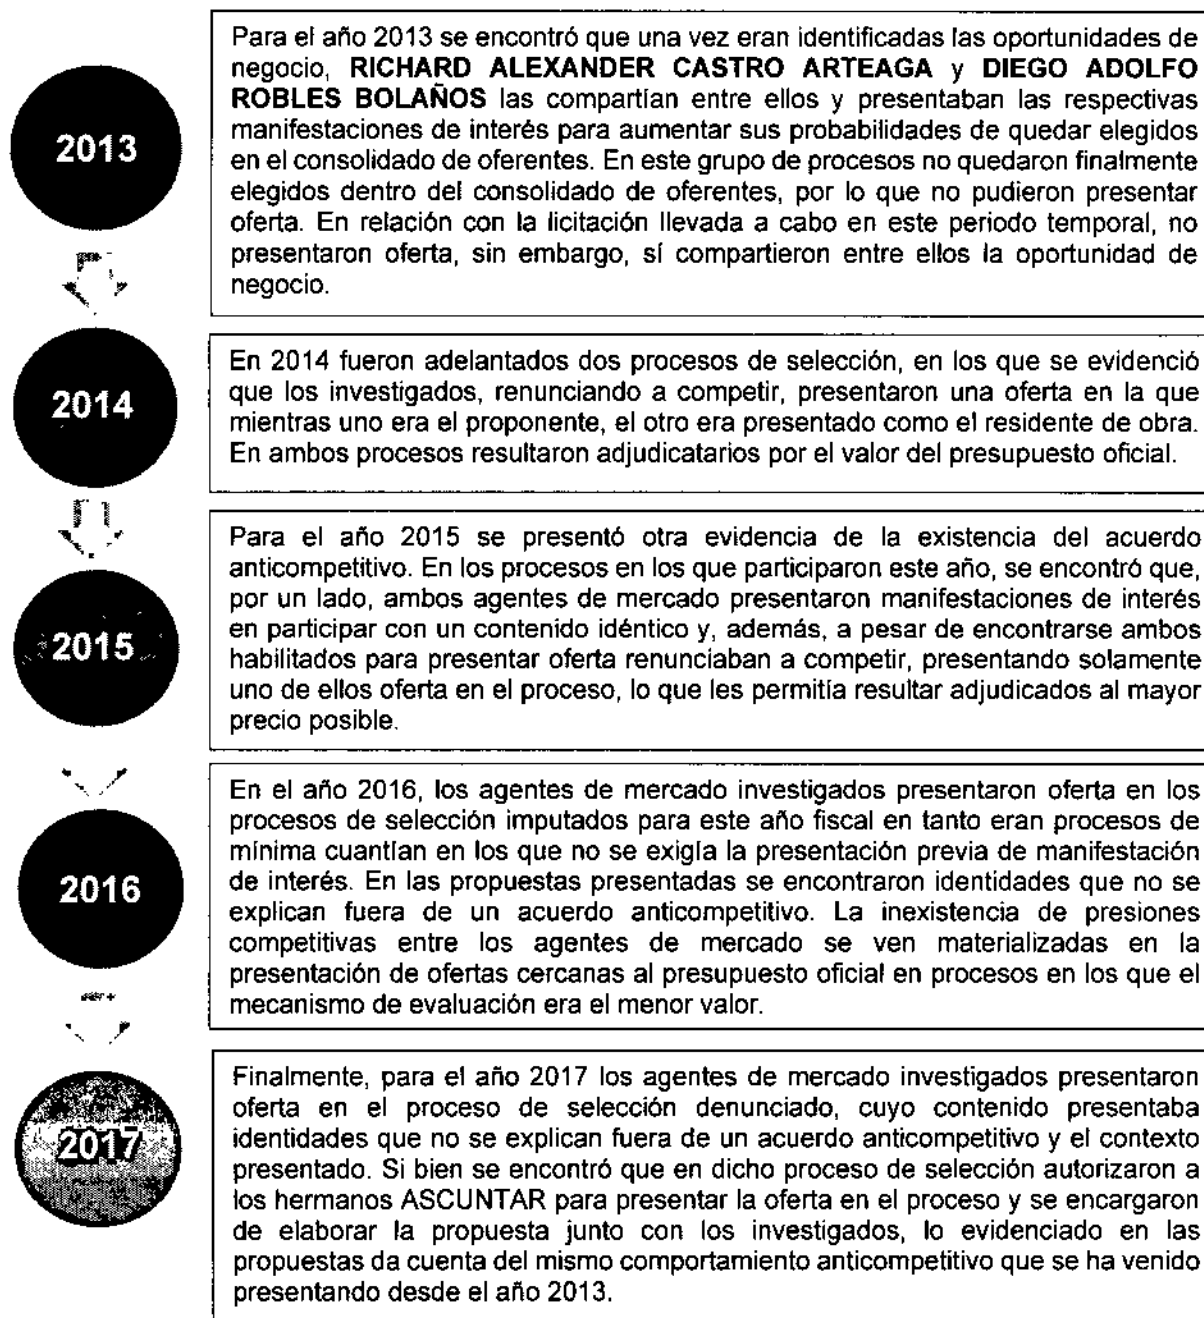 2013
Para el año 2013 se encontró que una vez eran identificadas las oportunidades de
negocio, RICHARD ALEXANDER CASTRO ARTEAGA y DIEGO ADOLFO
ROBLES BOLAÑOS las compartían entre ellos y presentaban las respectivas
manifestaciones de interés para aumentar sus probabilidades de quedar elegidos
en el consolidado de oferentes. En este grupo de procesos no quedaron finalmente
elegidos dentro del consolidado de oferentes, por lo que no pudieron presentar
oferta. En relación con la licitación llevada a cabo en este periodo temporal, no
presentaron oferta, sin embargo, sí compartieron entre ellos la oportunidad de
negocio.
2014
En 2014 fueron adelantados dos procesos de selección, en los que se evidenció
que los investigados, renunciando a competir, presentaron una oferta en la que
mientras uno era el proponente, el otro era presentado como el residente de obra.
En ambos procesos resultaron adjudicatarios por el valor del presupuesto oficial.
2015
Para el año 2015 se presentó otra evidencia de la existencia del acuerdo
anticompetitivo. En los procesos en los que participaron este año, se encontró que,
por un lado, ambos agentes de mercado presentaron manifestaciones de interés
en participar con un contenido idéntico y, además, a pesar de encontrarse ambos
habilitados para presentar oferta renunciaban a competir, presentando solamente
uno de ellos oferta en el proceso, lo que les permitía resultar adjudicados al mayor
precio posible.
2016
En el año 2016, los agentes de mercado investigados presentaron oferta en los
procesos de selección imputados para este año fiscal en tanto eran procesos de
mínima cuantían en los que no se exigía la presentación previa de manifestación
de interés. En las propuestas presentadas se encontraron identidades que no se
explican fuera de un acuerdo anticompetitivo. La inexistencia de presiones
competitivas entre los agentes de mercado se ven materializadas en la
presentación de ofertas cercanas al presupuesto oficial en procesos en los que el
mecanismo de evaluación era el menor valor.
2017
Finalmente, para el año 2017 los agentes de mercado investigados presentaron
oferta en el proceso de selección denunciado, cuyo contenido presentaba
identidades que no se explican fuera de un acuerdo anticompetitivo y el contexto
presentado. Si bien se encontró que en dicho proceso de selección autorizaron a
los hermanos ASCUNTAR para presentar la oferta en el proceso y se encargaron
de elaborar la propuesta junto con los investigados, lo evidenciado en las
propuestas da cuenta del mismo comportamiento anticompetitivo que se ha venido
presentando desde el año 2013.